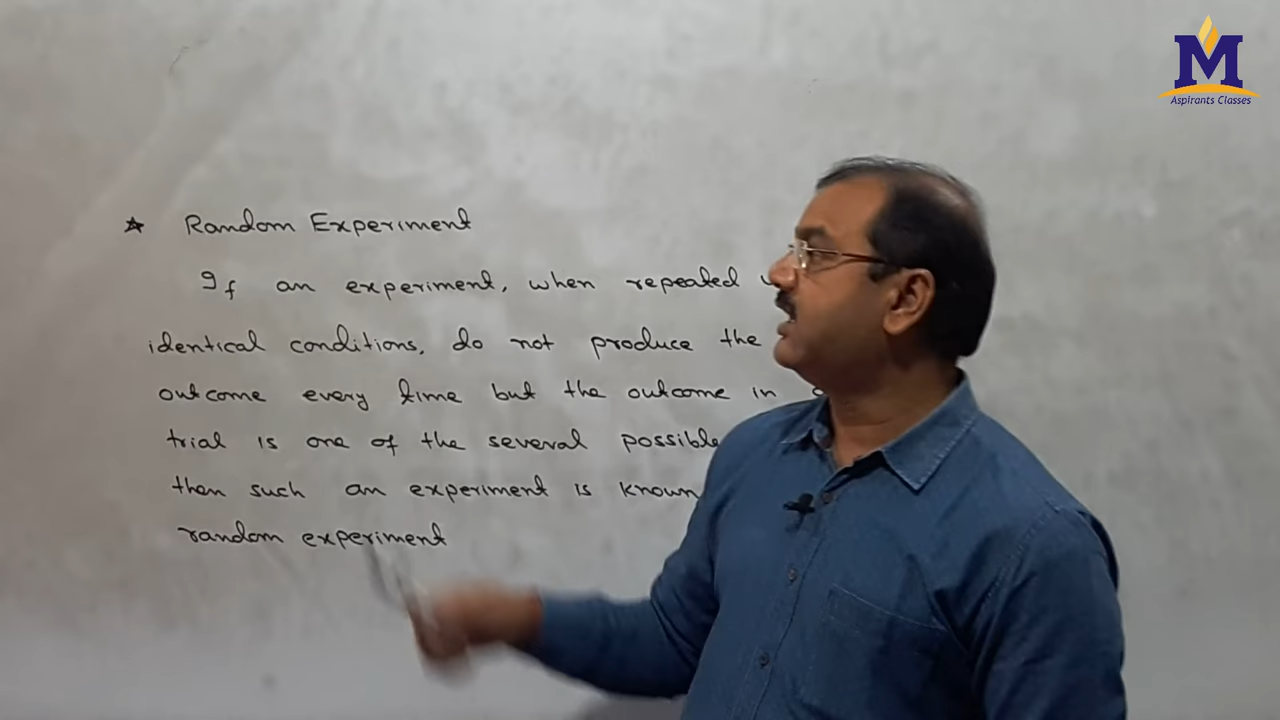 M
Aspirants Classes
★ Random Experiment
If an experiment, when repeated
identical conditions, do not produce the
outcome every time but the outcome in
trial is one of the several possible
then such an experiment is known
random experiment